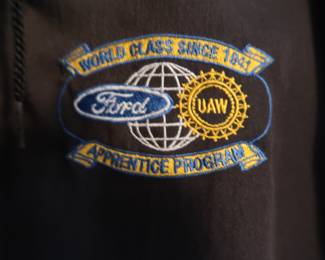 WORLD CLASS SINCE 1941
Ford
UAW
APPRENTICE PROGRAM